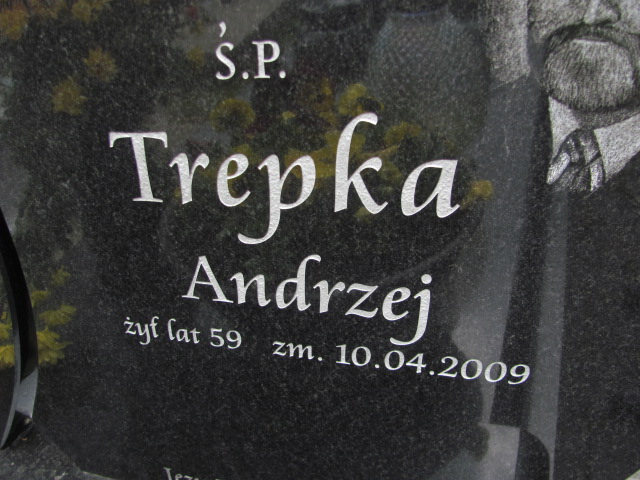 Ś.P.
Trepka
Andrzej
żył lat 59 zm. 10.04.2009